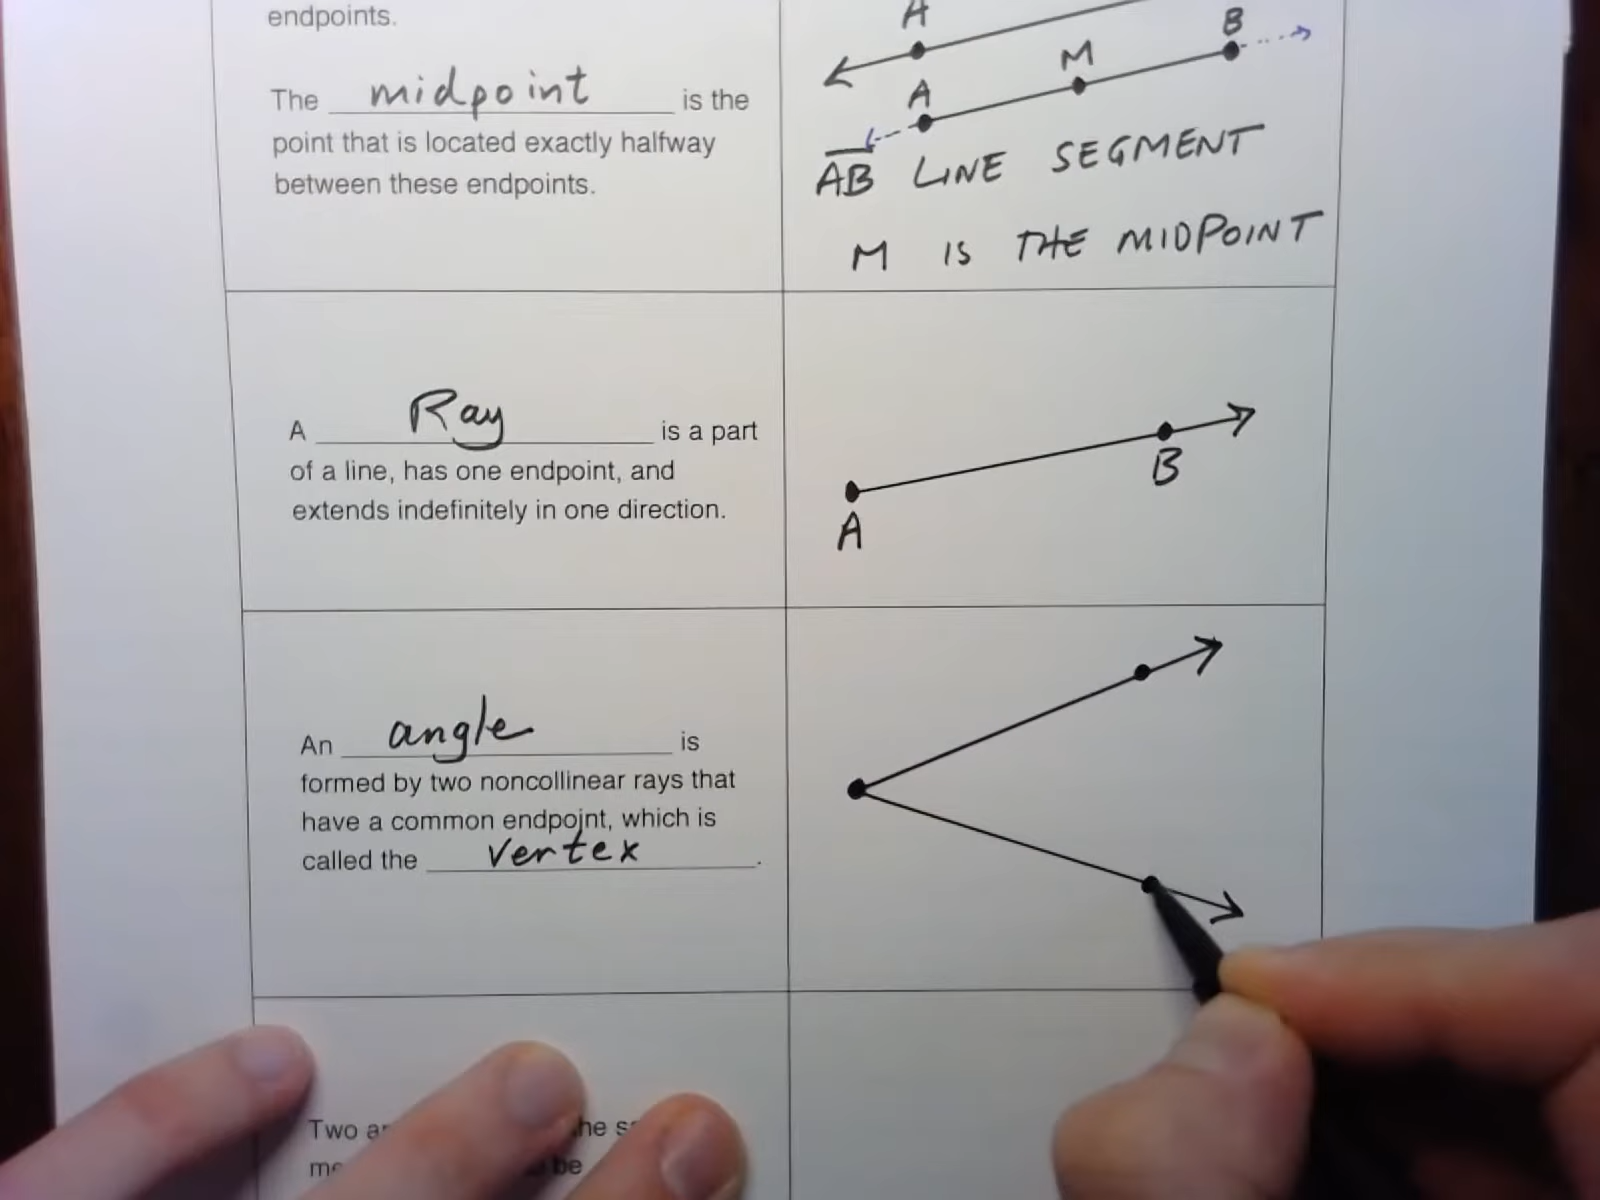 endpoints.
The midpoint is the
point that is located exactly halfway
between these endpoints.
A
A M B
AB LINE SEGMENT
M IS THE MIDPOINT
A Ray is a part
of a line, has one endpoint, and
extends indefinitely in one direction.
B
A
An angle is
formed by two noncollinear rays that
have a common endpoint, which is
called the vertex.
Two
be